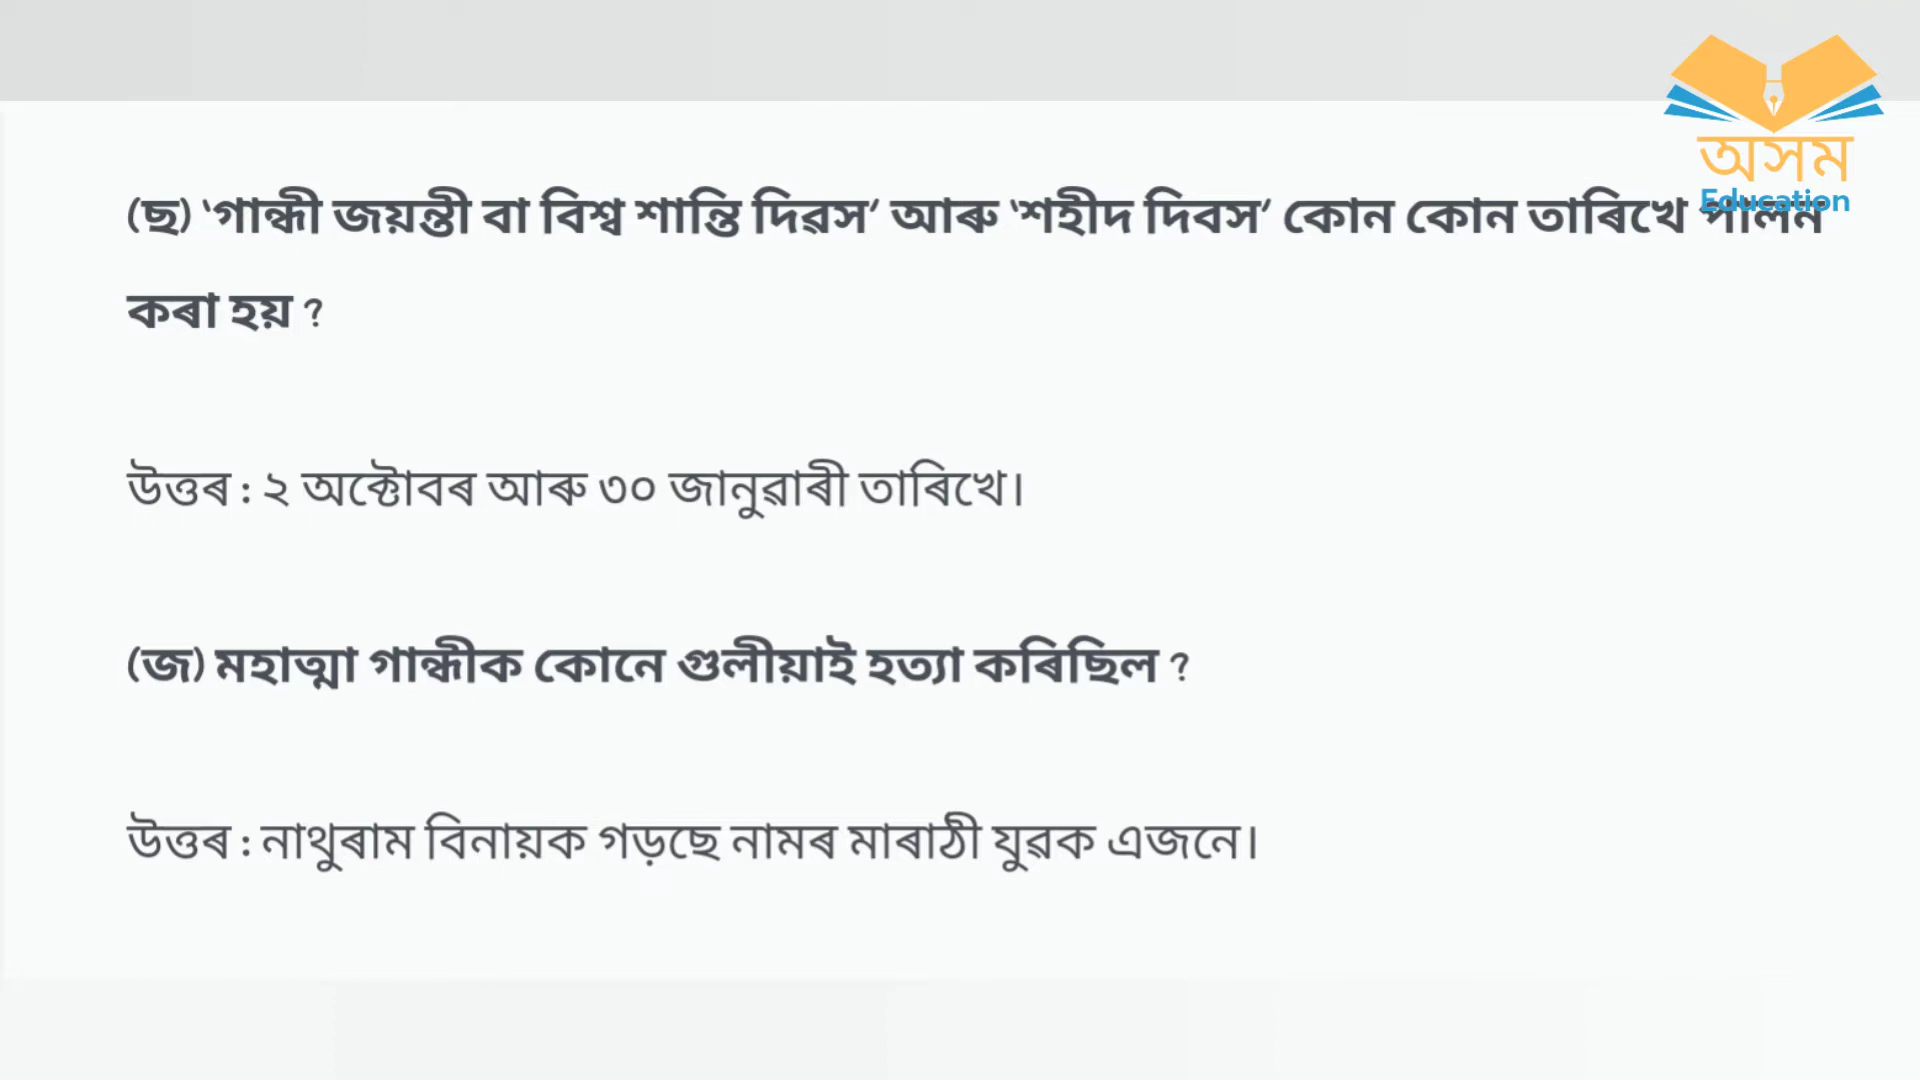 অসম
Education
(ছ) ‘গান্ধী জয়ন্তী বা বিশ্ব শান্তি দিৱস’ আৰু ‘শহীদ দিবস’ কোন কোন তাৰিখে পালন
কৰা হয় ?
উত্তৰ : ২ অক্টোবৰ আৰু ৩০ জানুৱাৰী তাৰিখে।
(জ) মহাত্মা গান্ধীক কোনে গুলীয়াই হত্যা কৰিছিল ?
উত্তৰ : নাথুৰাম বিনায়ক গড়ছে নামৰ মাৰাঠী যুৱক এজনে।